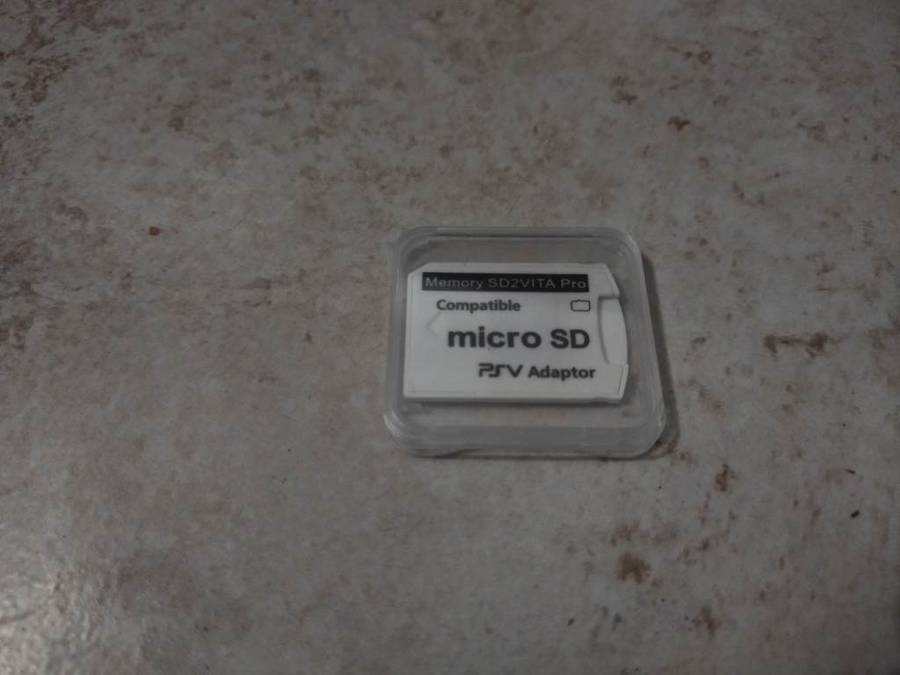 Memory SD2VITA Pro
Compatible
micro SD
PSV Adaptor